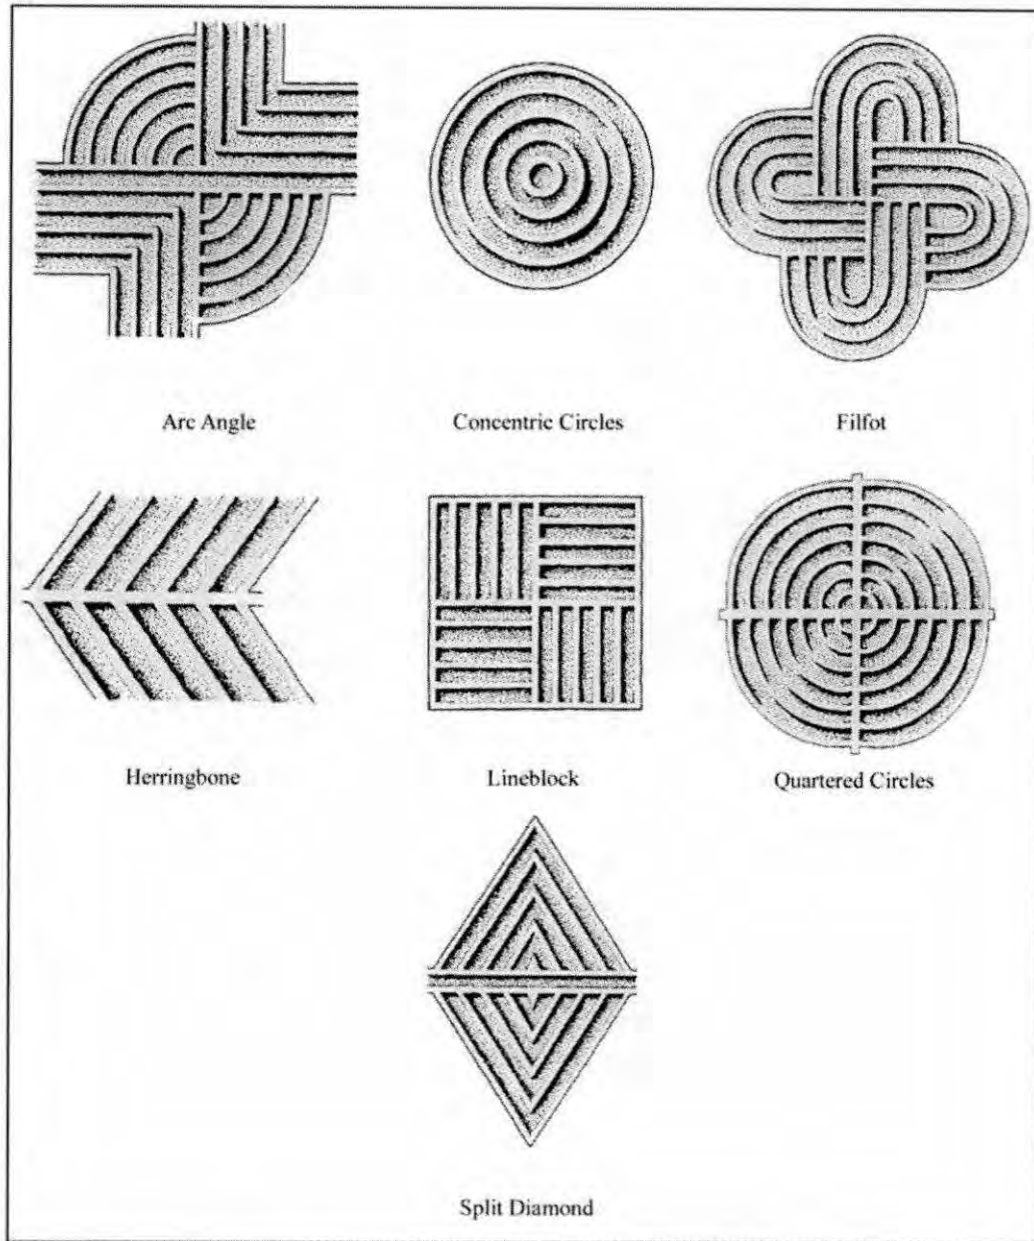 Arc Angle
Concentric Circles
Filfot
Herringbone
Lineblock
Quartered Circles
Split Diamond